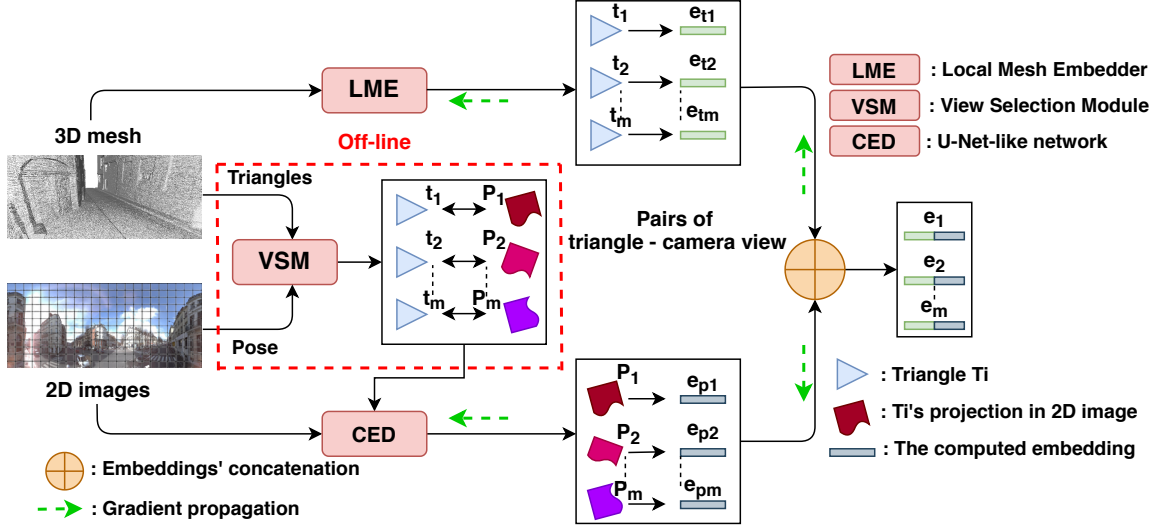 t1
et1
t2
et2
tm
etm
LME
LME : Local Mesh Embedder
VSM : View Selection Module
CED : U-Net-like network
3D mesh
Off-line
Triangles
t1
P1
t2
P2
tm
Pm
VSM
Pose
Pairs of
triangle - camera view
e1
e2
em
2D images
CED
P1
ep1
P2
ep2
Pm
epm
: Triangle Ti
: Ti's projection in 2D image
: The computed embedding
: Embeddings' concatenation
: Gradient propagation